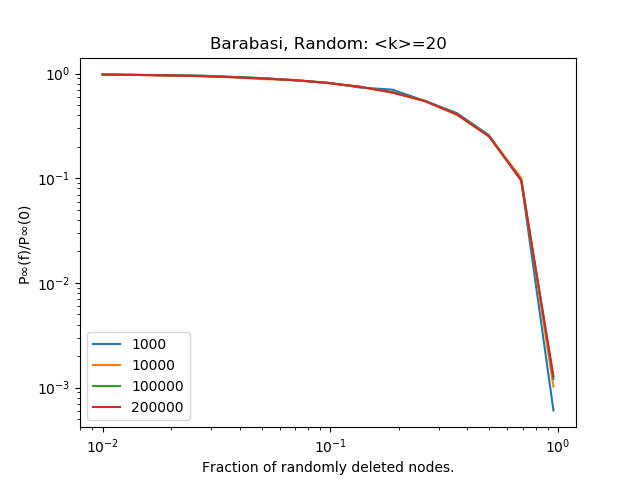 Barabasi, Random: <k>=20
P∞(f)/P∞(0)
10⁰
10⁻¹
10⁻²
10⁻³
1000
10000
100000
200000
10⁻² 10⁻¹ 10⁰
Fraction of randomly deleted nodes.